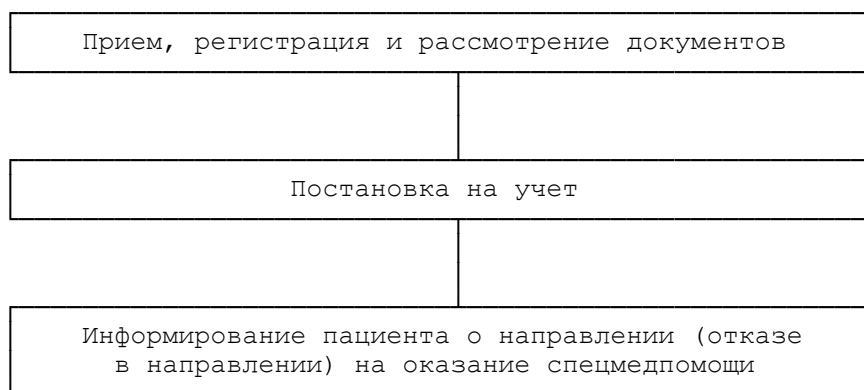 Прием, регистрация и рассмотрение документов
Постановка на учет
Информирование пациента о направлении (отказе
в направлении) на оказание спецмедпомощи